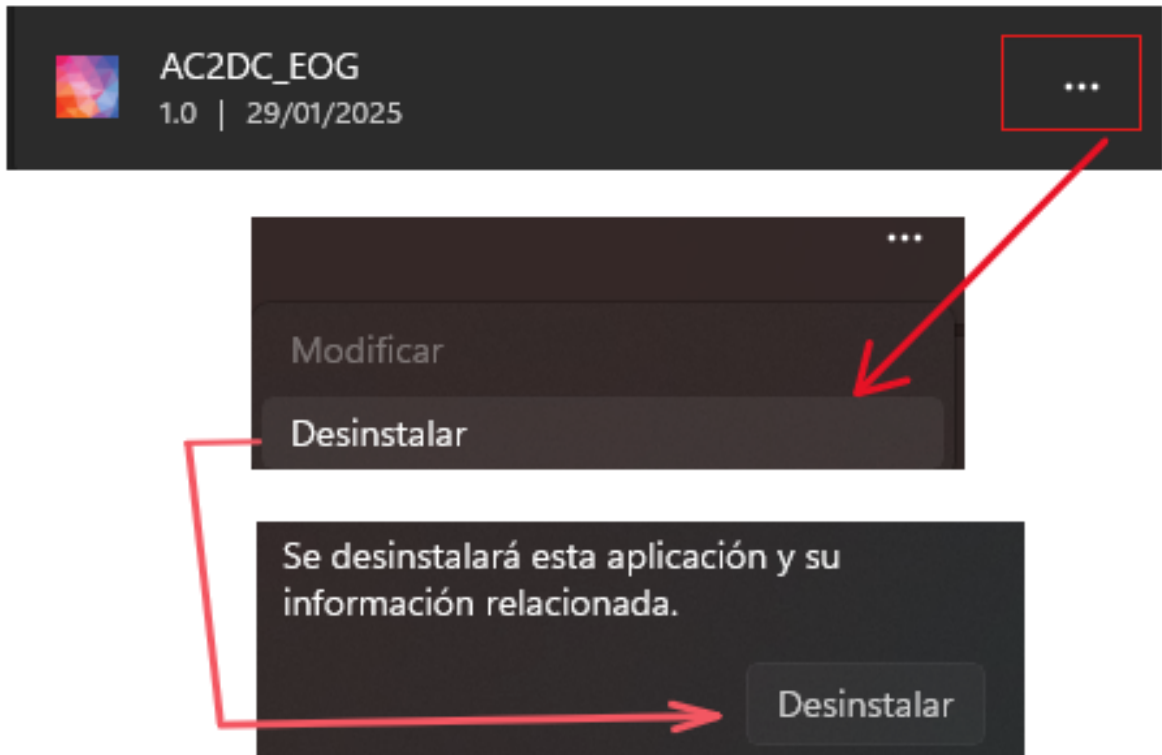 AC2DC_EOG
1.0 | 29/01/2025
...
...
Modificar
Desinstalar
Se desinstalará esta aplicación y su
información relacionada.
Desinstalar